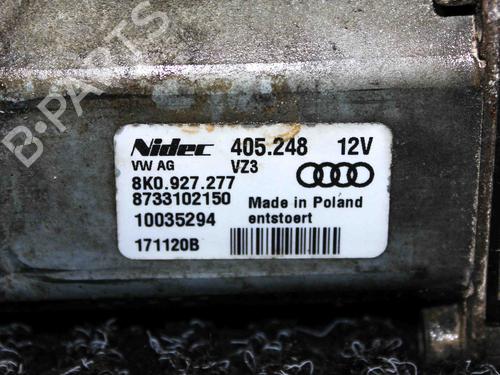 B-PARTS
Nidec 405.248 12V
VW AG VZ3
8K0.927.277
8733102150 Made in Poland
10035294 entstoert
171120B